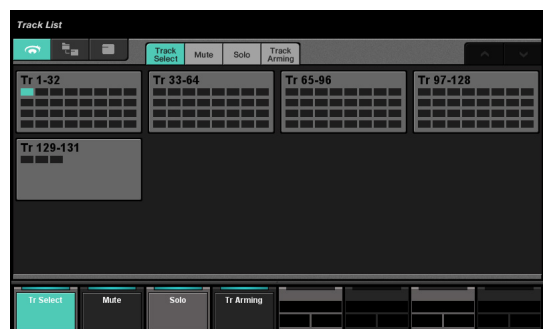 Track List
Track Select Mute Solo Track Arming
Tr 1-32 Tr 33-64 Tr 65-96 Tr 97-128
Tr 129-131
Tr Select Mute Solo Tr Arming